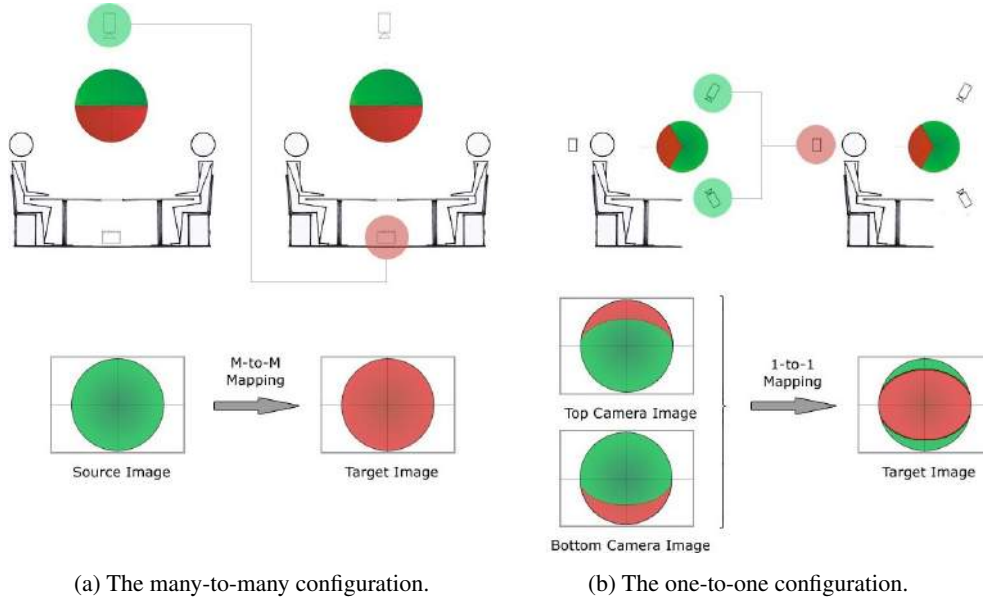 M-to-M
Mapping
Source Image
Target Image
(a) The many-to-many configuration.
Top Camera Image
Bottom Camera Image
1-to-1
Mapping
Target Image
(b) The one-to-one configuration.